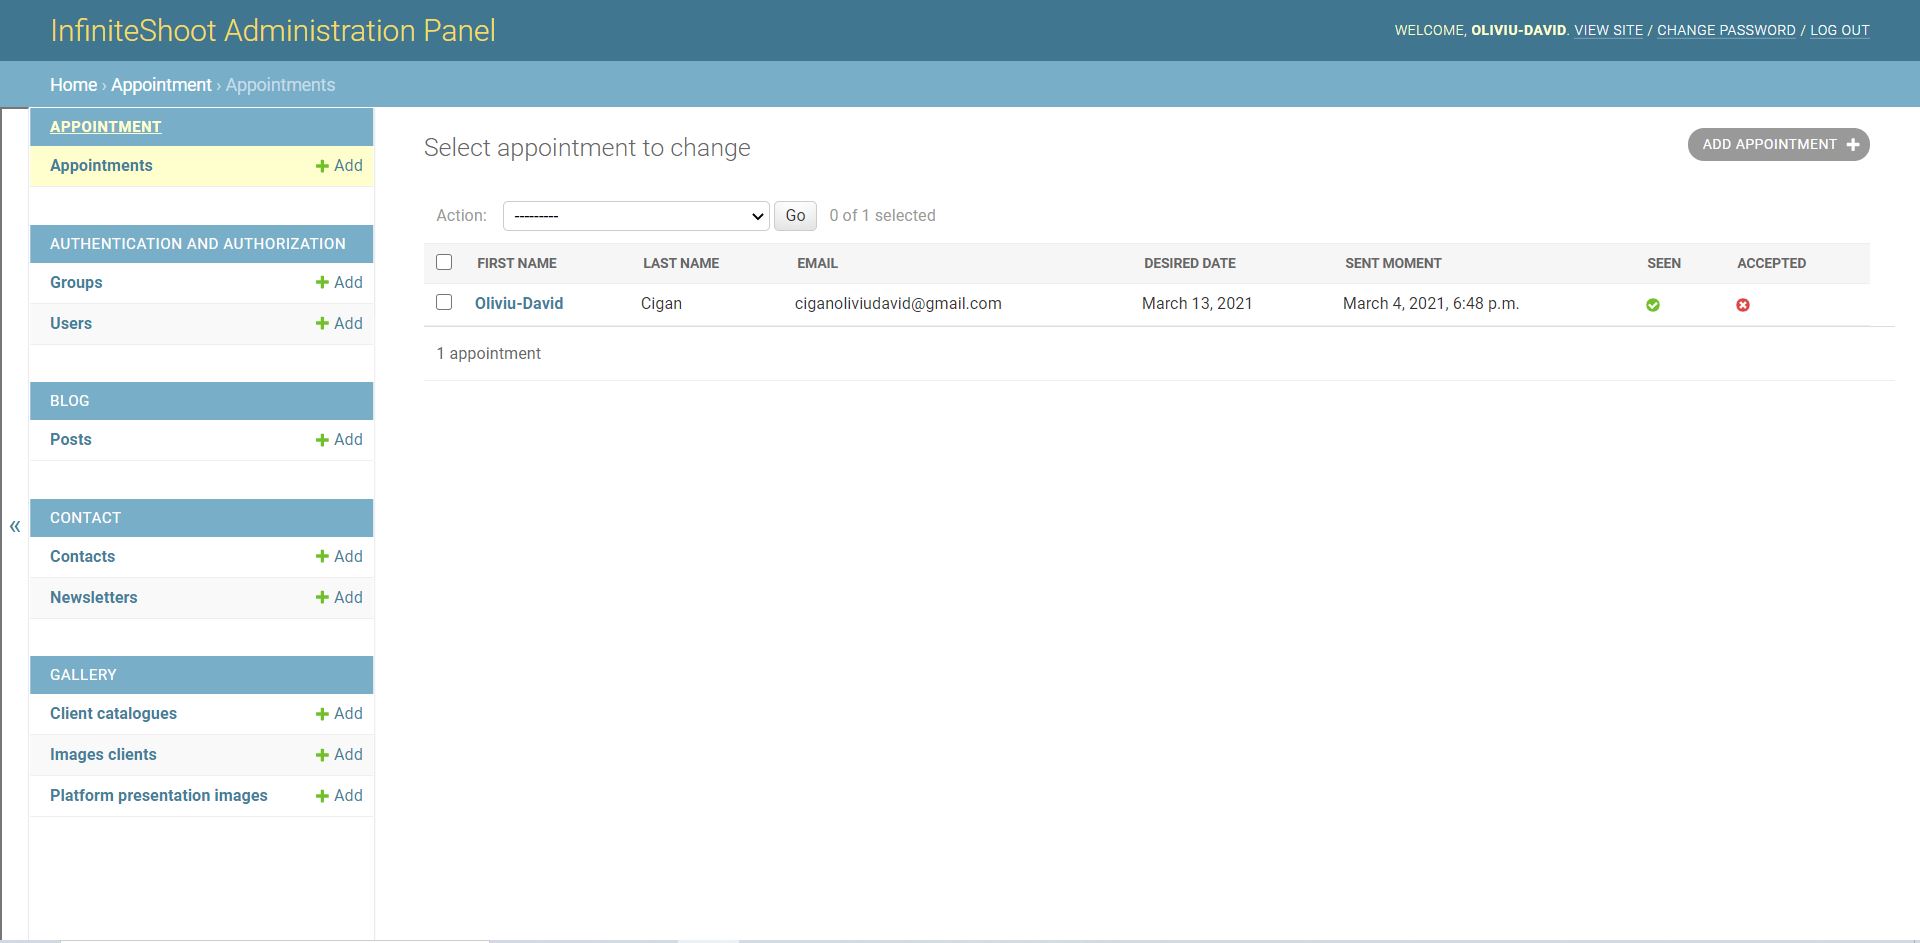 InfiniteShoot Administration Panel
WELCOME, OLIVIU-DAVID. VIEW SITE / CHANGE PASSWORD / LOG OUT
Home › Appointment › Appointments
APPOINTMENT
Appointments Add
AUTHENTICATION AND AUTHORIZATION
Groups Add
Users Add
BLOG
Posts Add
CONTACT
Contacts Add
Newsletters Add
GALLERY
Client catalogues Add
Images clients Add
Platform presentation images Add
«
Select appointment to change
ADD APPOINTMENT
Action: --------- Go 0 of 1 selected
FIRST NAME LAST NAME EMAIL DESIRED DATE SENT MOMENT SEEN ACCEPTED
Oliviu-David Cigan ciganoliviudavid@gmail.com March 13, 2021 March 4, 2021, 6:48 p.m.
1 appointment